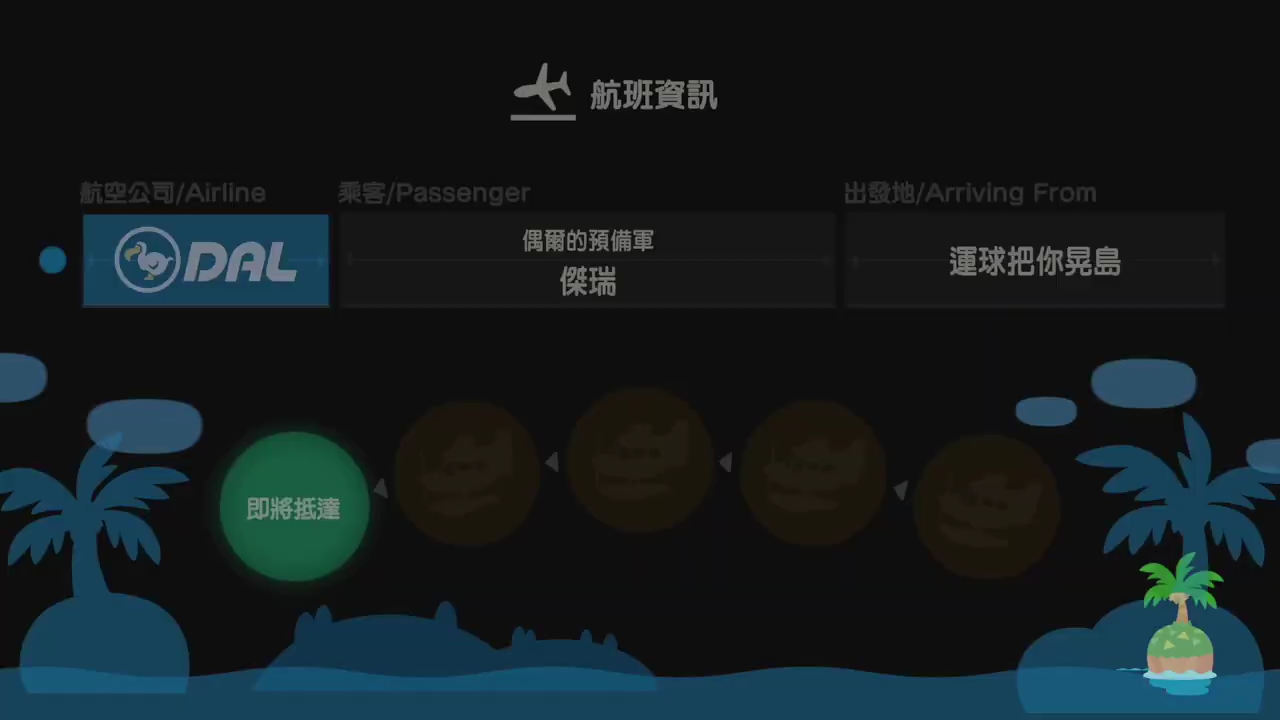 航班資訊
航空公司/Airline
乘客/Passenger
出發地/Arriving From
DAL
偶爾的預備軍
傑瑞
運球把你晃島
即將抵達